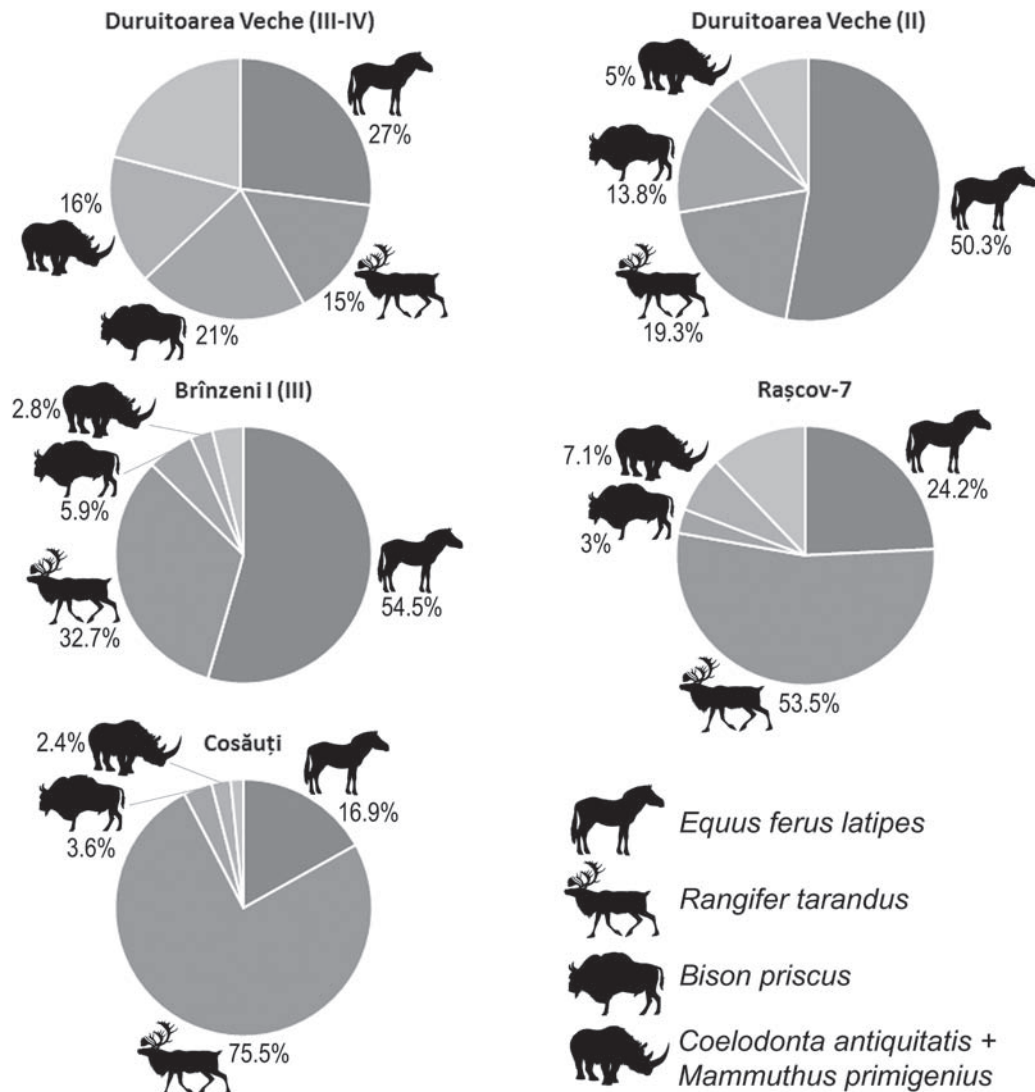 Duruitoarea Veche (III-IV)
27%
15%
21%
16%
Duruitoarea Veche (II)
5%
13.8%
19.3%
50.3%
Brînzeni I (III)
2.8%
5.9%
32.7%
54.5%
Rașcov-7
7.1%
3%
24.2%
53.5%
Cosăuți
2.4%
3.6%
16.9%
75.5%
Equus ferus latipes
Rangifer tarandus
Bison priscus
Coelodonta antiquitatis +
Mammuthus primigenius